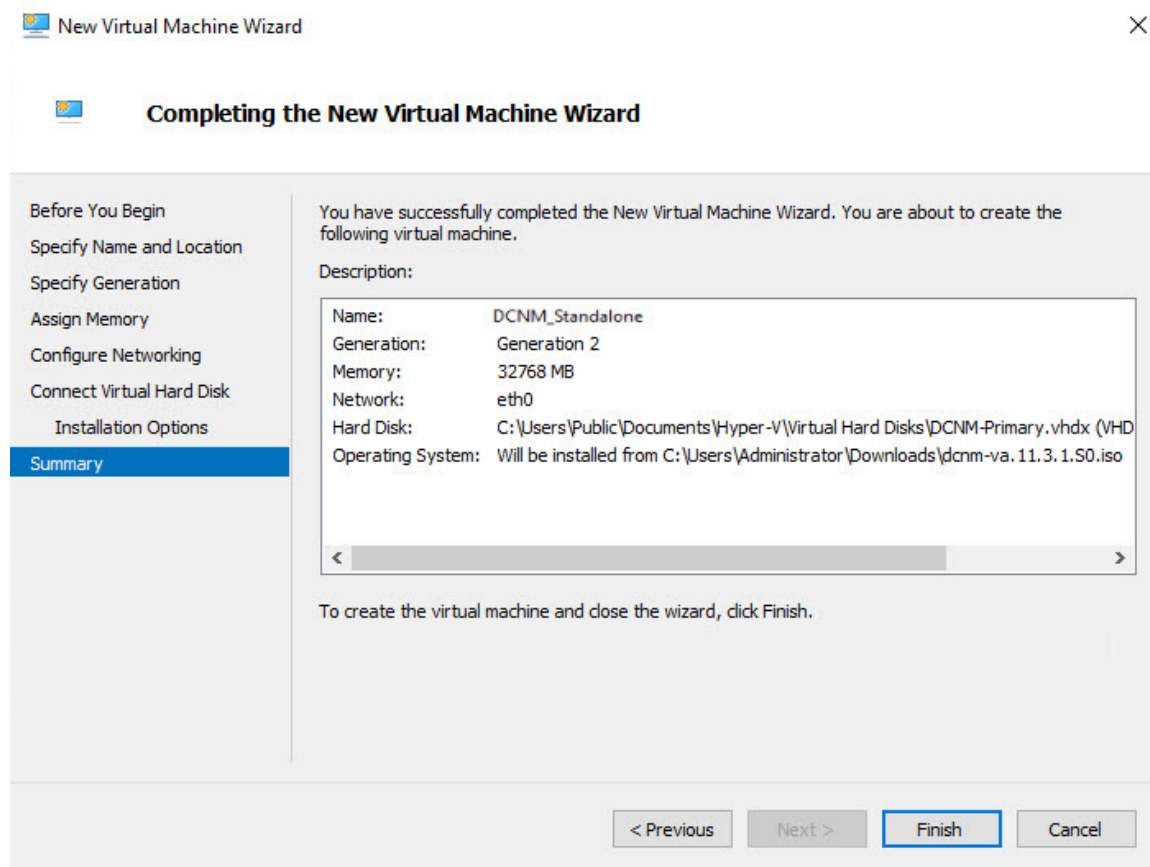 New Virtual Machine Wizard
Completing the New Virtual Machine Wizard
Before You Begin
Specify Name and Location
Specify Generation
Assign Memory
Configure Networking
Connect Virtual Hard Disk
Installation Options
Summary
You have successfully completed the New Virtual Machine Wizard. You are about to create the
following virtual machine.
Description:
Name: DCNM_Standalone
Generation: Generation 2
Memory: 32768 MB
Network: eth0
Hard Disk: C:\Users\Public\Documents\Hyper-V\Virtual Hard Disks\DCNM-Primary.vhdx (VHD
Operating System: Will be installed from C:\Users\Administrator\Downloads\dcnm-va.11.3.1.S0.iso
To create the virtual machine and close the wizard, click Finish.
< Previous Next > Finish Cancel